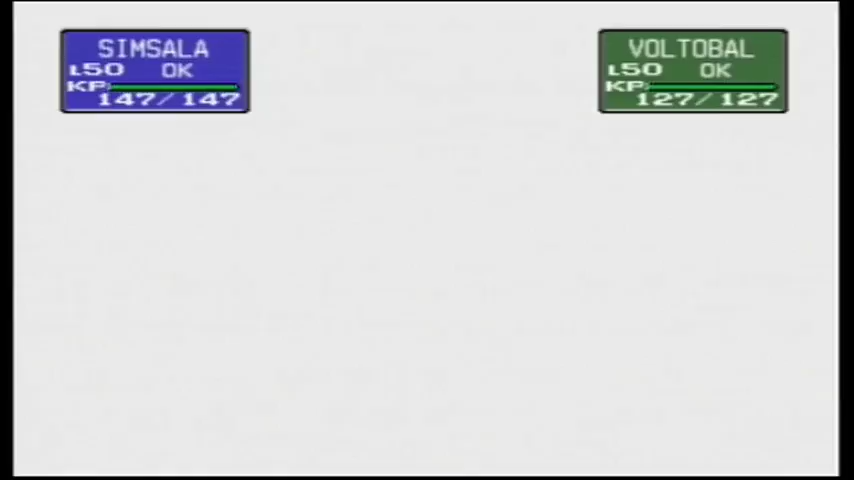 SIMSALA
L50 OK
KP:
147/147
VOLTOBAL
L50 OK
KP:
127/127